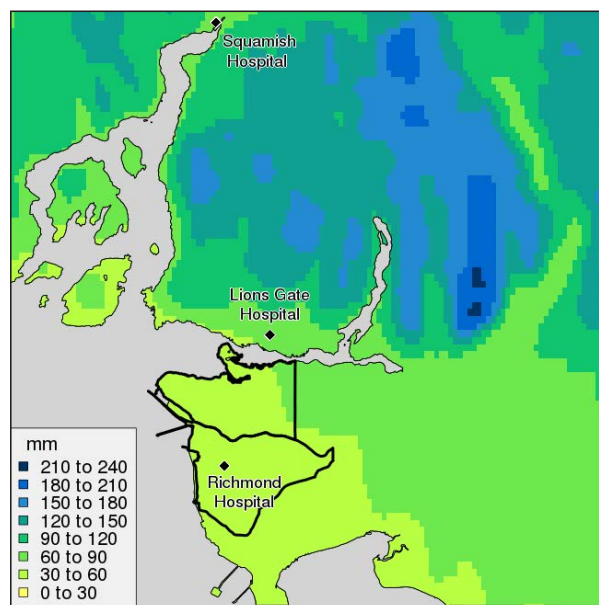 Squamish
Hospital
Lions Gate
Hospital
Richmond
Hospital
mm
210 to 240
180 to 210
150 to 180
120 to 150
90 to 120
60 to 90
30 to 60
0 to 30